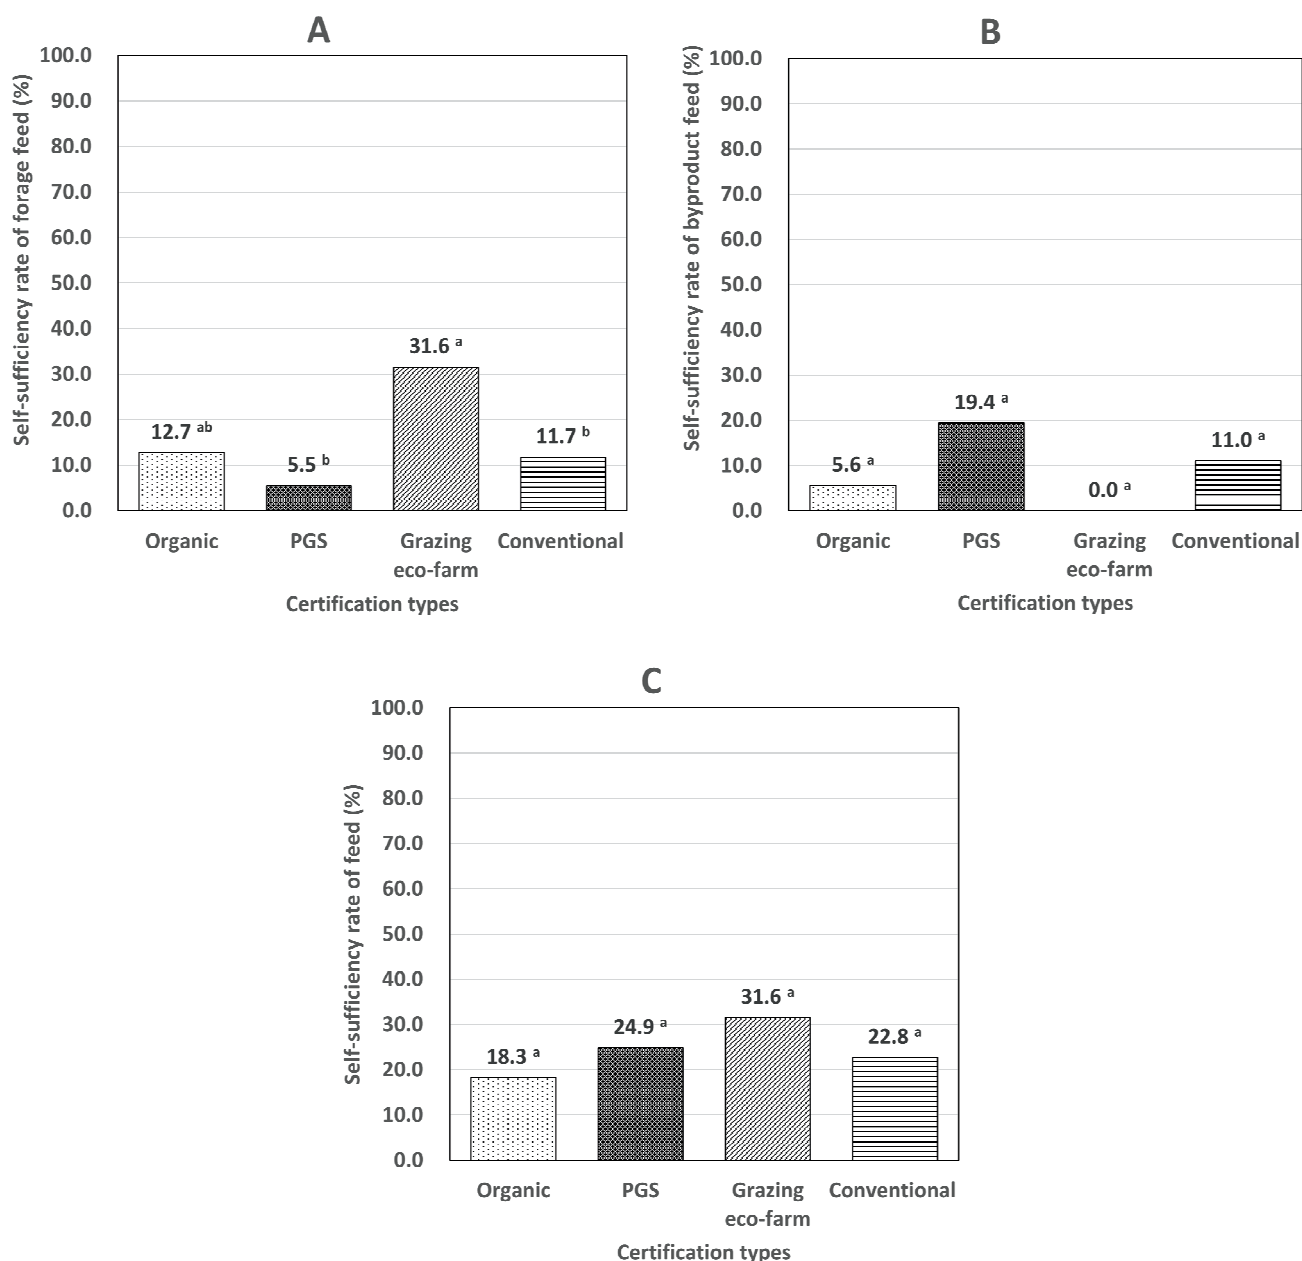 A
Self-sufficiency rate of forage feed (%)
100.0
90.0
80.0
70.0
60.0
50.0
40.0
30.0
20.0
10.0
0.0
12.7 ab
5.5 b
31.6 a
11.7 b
Organic
PGS
Grazing
eco-farm
Conventional
Certification types
B
Self-sufficiency rate of byproduct feed (%)
100.0
90.0
80.0
70.0
60.0
50.0
40.0
30.0
20.0
10.0
0.0
5.6 a
19.4 a
0.0 a
11.0 a
Organic
PGS
Grazing
eco-farm
Conventional
Certification types
C
Self-sufficiency rate of feed (%)
100.0
90.0
80.0
70.0
60.0
50.0
40.0
30.0
20.0
10.0
0.0
18.3 a
24.9 a
31.6 a
22.8 a
Organic
PGS
Grazing
eco-farm
Conventional
Certification types